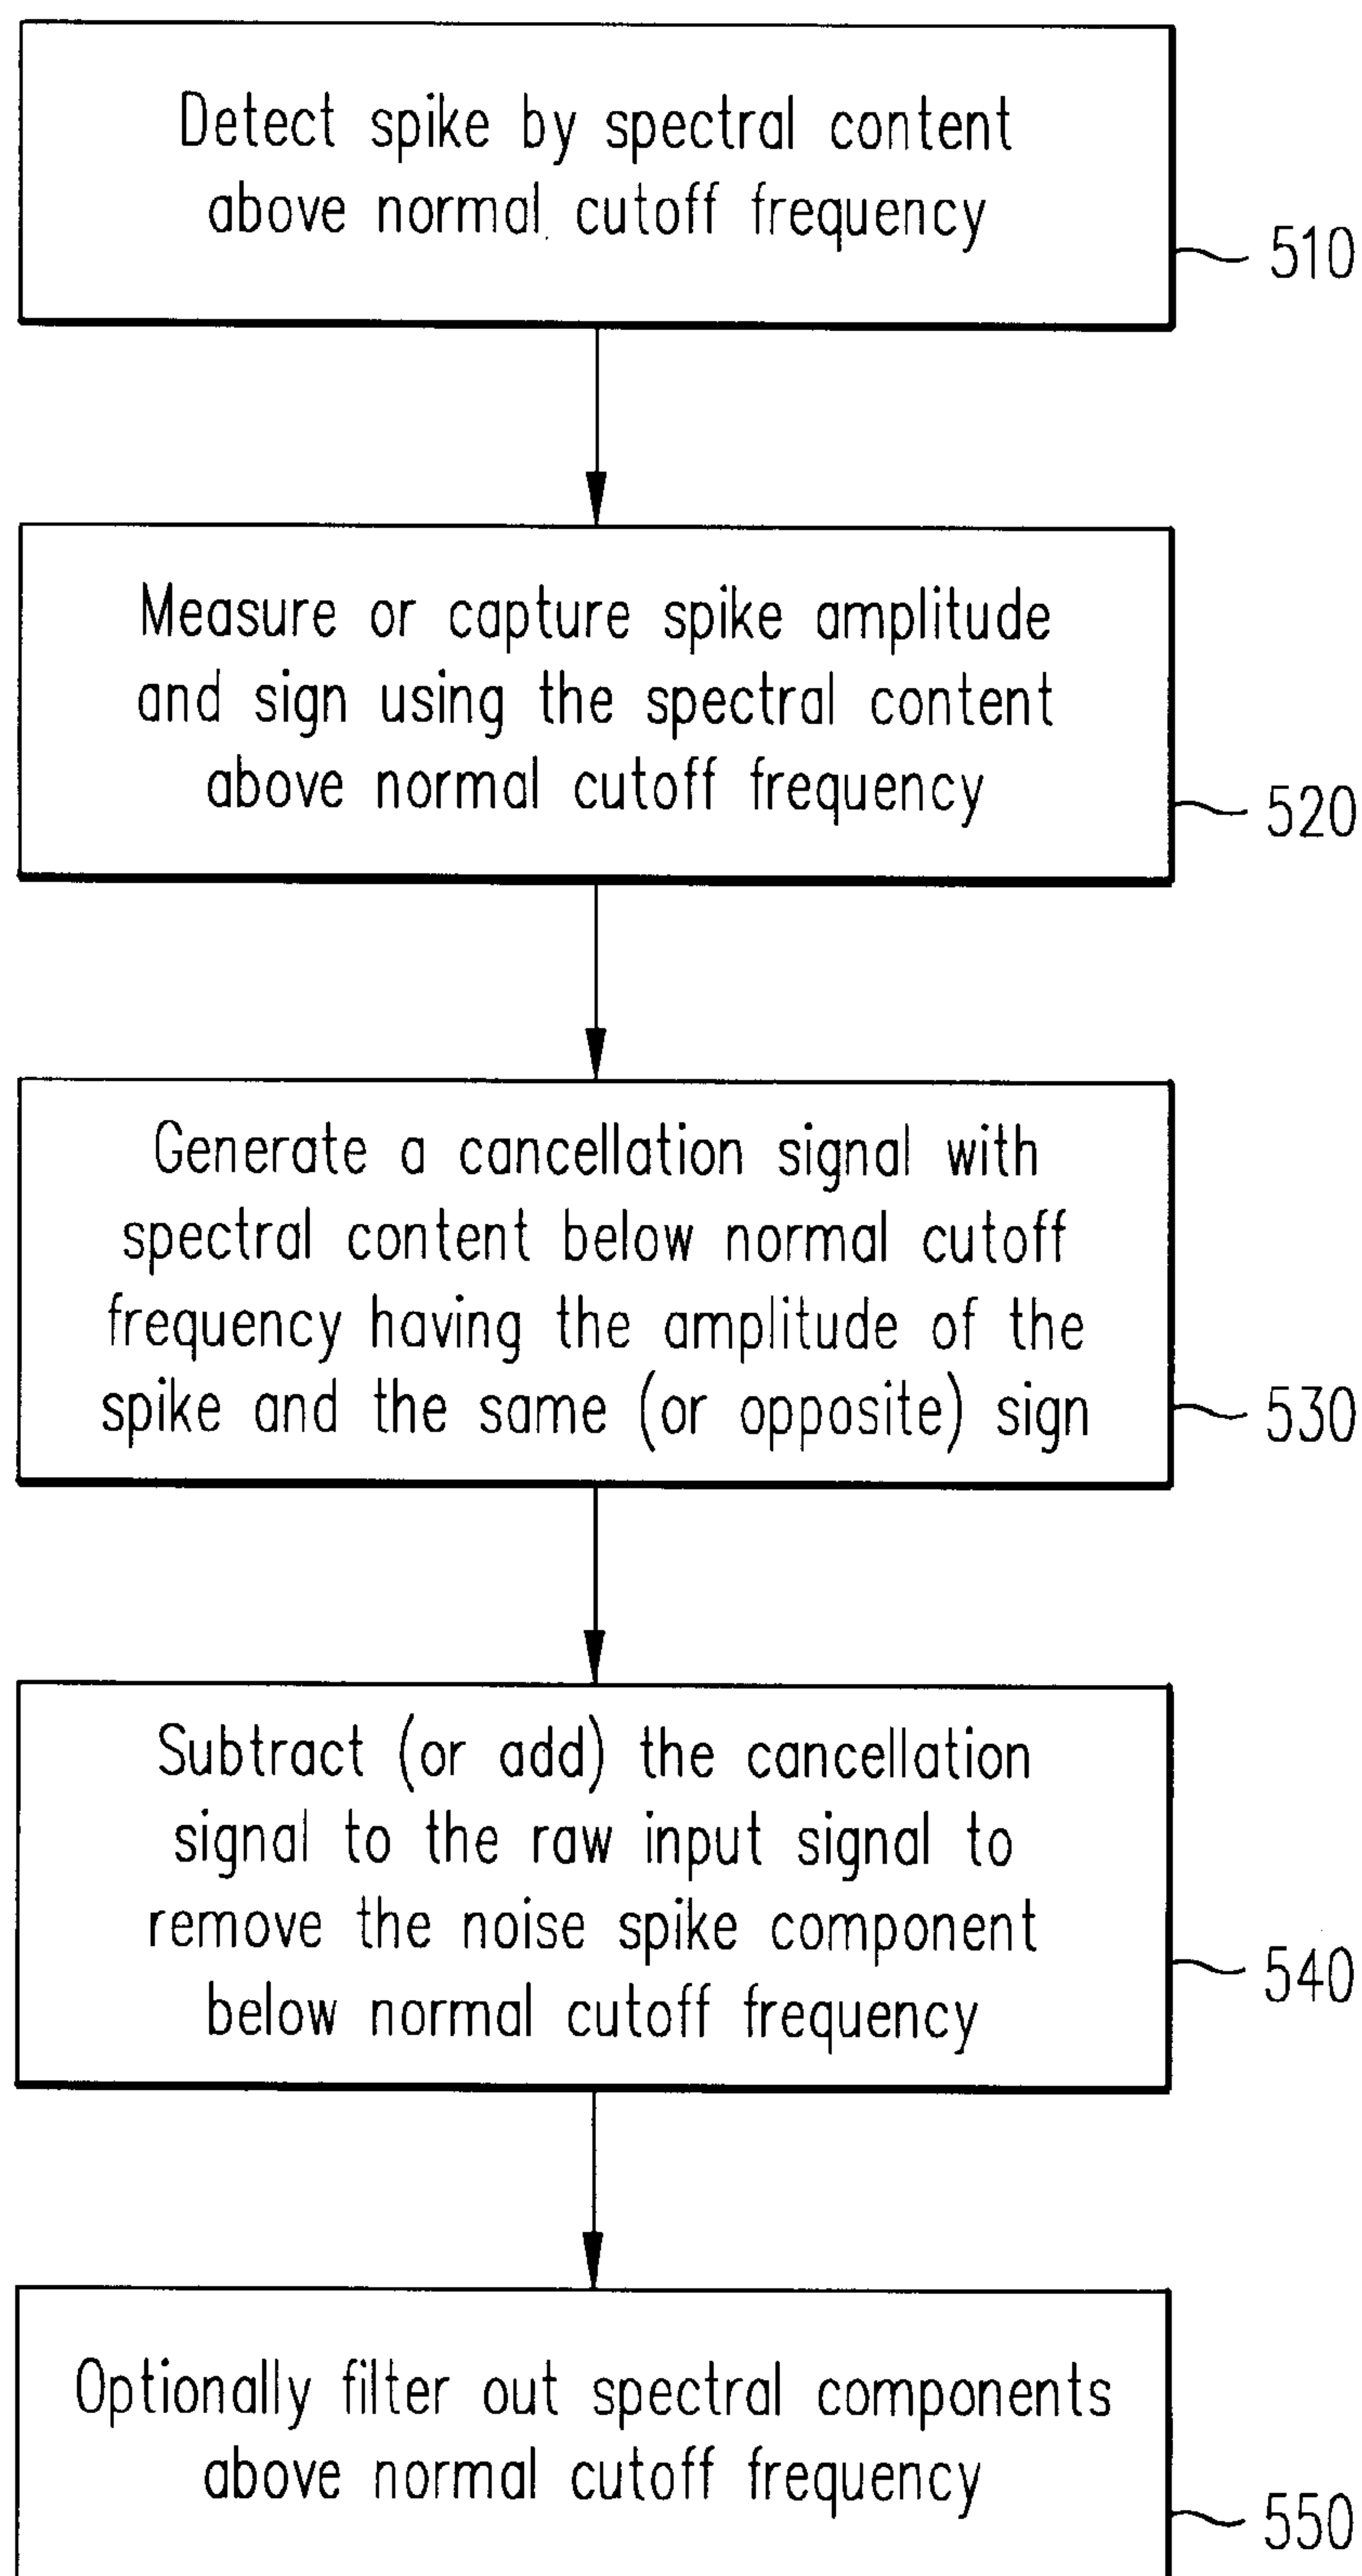 Detect spike by spectral content
above normal cutoff frequency
510
Measure or capture spike amplitude
and sign using the spectral content
above normal cutoff frequency
520
Generate a cancellation signal with
spectral content below normal cutoff
frequency having the amplitude of the
spike and the same (or opposite) sign
530
Subtract (or add) the cancellation
signal to the raw input signal to
remove the noise spike component
below normal cutoff frequency
540
Optionally filter out spectral components
above normal cutoff frequency
550